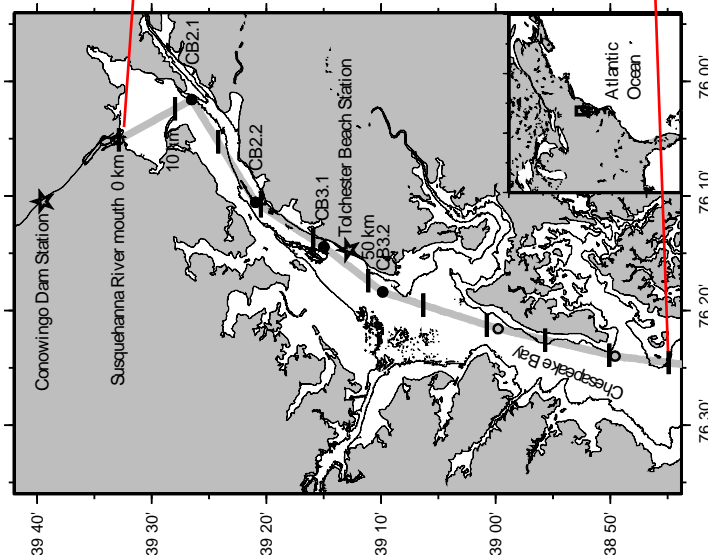 Conowingo Dam Station
Susquehanna River mouth 0 km
10 km
CB2.1
CB2.2
CB3.1
Tolchester Beach Station
50 km
CB3.2
Chesapeake Bay
Atlantic
Ocean
76 00'
76 10'
76 20'
76 30'
39 40'
39 30'
39 20'
39 10'
39 00'
38 50'